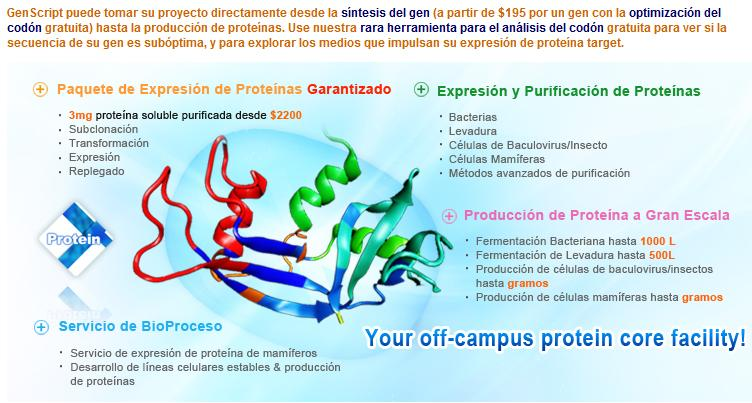 GenScript puede tomar su proyecto directamente desde la síntesis del gen (a partir de $195 por un gen con la optimización del
codón gratuita) hasta la producción de proteínas. Use nuestra rara herramienta para el análisis del codón gratuita para ver si la
secuencia de su gen es subóptima, y para explorar los medios que impulsan su expresión de proteína target.
Paquete de Expresión de Proteínas Garantizado
• 3mg proteína soluble purificada desde $2200
• Subclonación
• Transformación
• Expresión
• Replegado
Expresión y Purificación de Proteínas
• Bacterias
• Levadura
• Células de Baculovirus/Insecto
• Células Mamíferas
• Métodos avanzados de purificación
Protein
Producción de Proteína a Gran Escala
• Fermentación Bacteriana hasta 1000 L
• Fermentación de Levadura hasta 500L
• Producción de células de baculovirus/insectos
hasta gramos
• Producción de células mamíferas hasta gramos
Servicio de BioProceso
• Servicio de expresión de proteína de mamíferos
• Desarrollo de líneas celulares estables & producción
de proteínas
Your off-campus protein core facility!